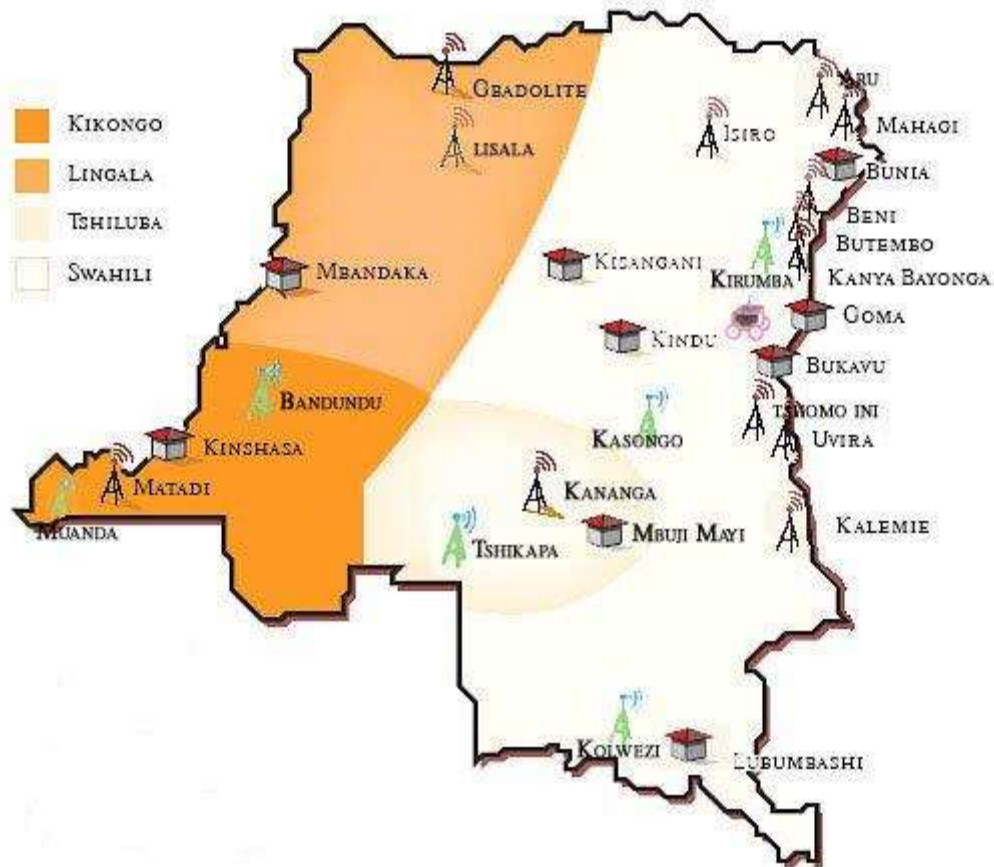 Kikongo
Lingala
Tshiluba
Swahili
Gbadolite
Lisala
Isiro
Aru
Mahagi
Bunia
Beni
Butembo
Kanya Bayonga
Kirumba
Goma
Bukavu
Mbandaka
Kisangani
Kindu
Bandundu
Kinshasa
Matadi
Muanda
Kasongo
Kananga
Mbuji Mayi
Tshikapa
Uvira
Kalemie
Kolwezi
Lubumbashi